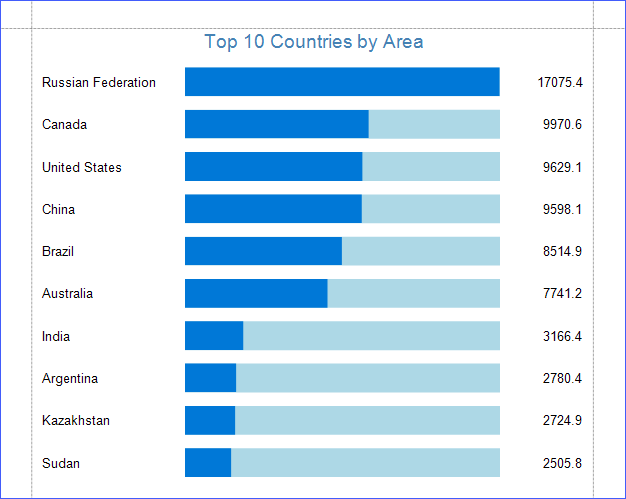 Top 10 Countries by Area
Russian Federation 17075.4
Canada 9970.6
United States 9629.1
China 9598.1
Brazil 8514.9
Australia 7741.2
India 3166.4
Argentina 2780.4
Kazakhstan 2724.9
Sudan 2505.8